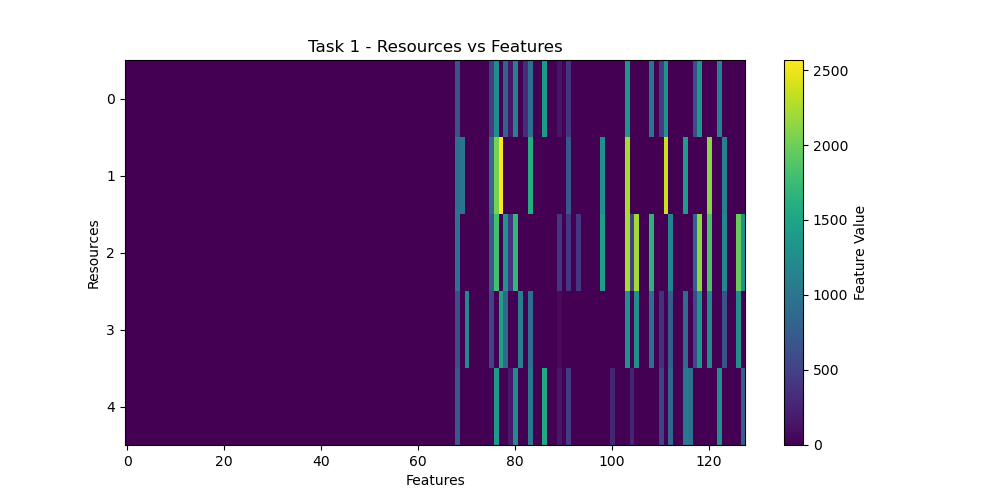 Task 1 - Resources vs Features
Resources
0
1
2
3
4
0 20 40 60 80 100 120
Features
2500
2000
1500
1000
500
0
Feature Value